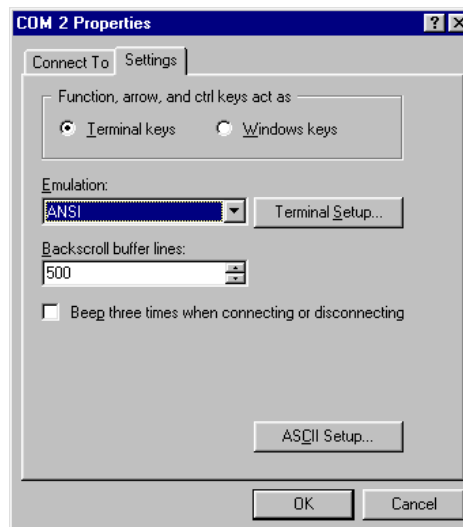 COM 2 Properties
Connect To Settings
Function, arrow, and ctrl keys act as
Terminal keys Windows keys
Emulation:
ANSI Terminal Setup...
Backscroll buffer lines:
500
Beep three times when connecting or disconnecting
ASCII Setup...
OK Cancel